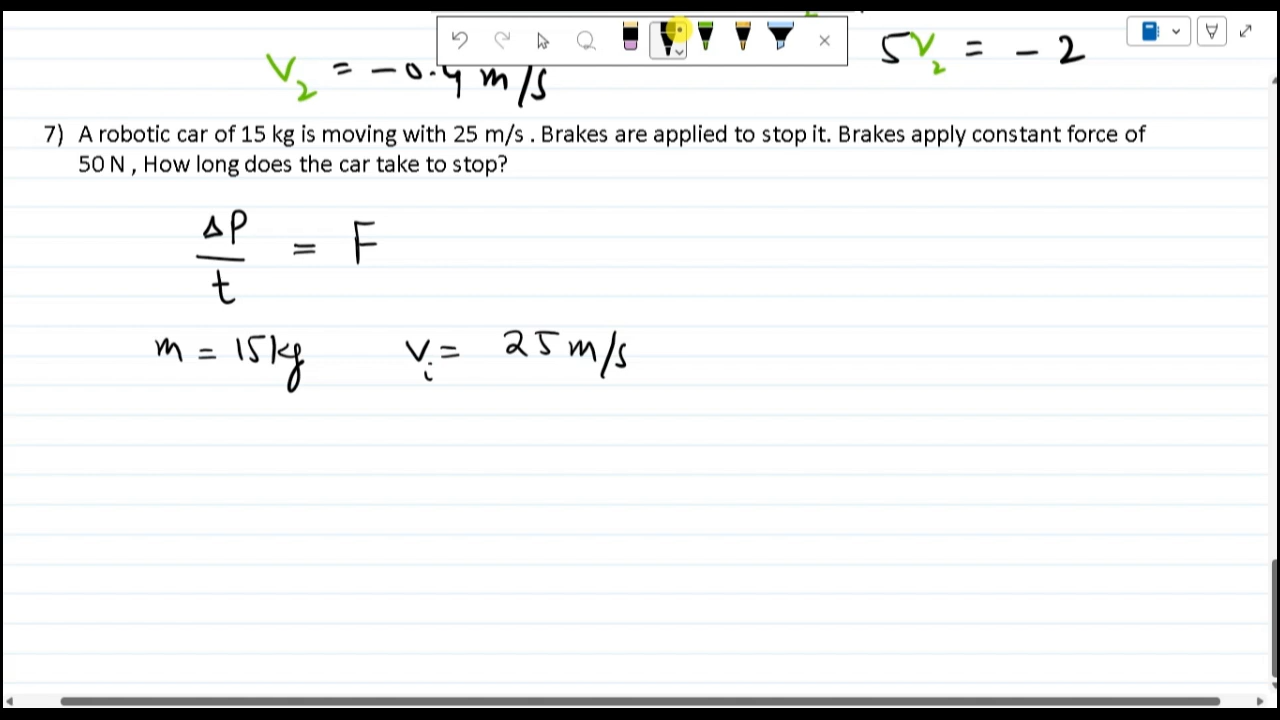 5v₂ = - 2
v₂ = -0.4 m/s
7) A robotic car of 15 kg is moving with 25 m/s . Brakes are applied to stop it. Brakes apply constant force of
50 N , How long does the car take to stop?
ΔP/t = F
m = 15kg vᵢ = 25 m/s